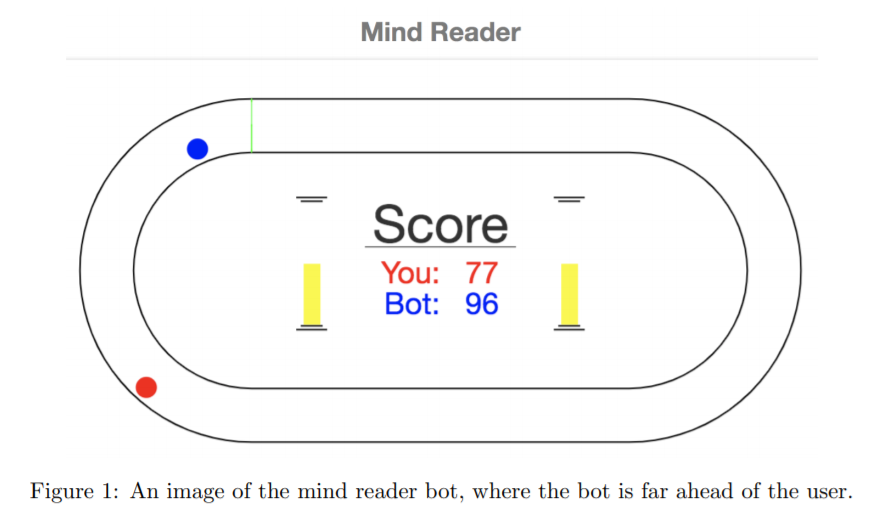 Mind Reader
Score
You: 77
Bot: 96
Figure 1: An image of the mind reader bot, where the bot is far ahead of the user.